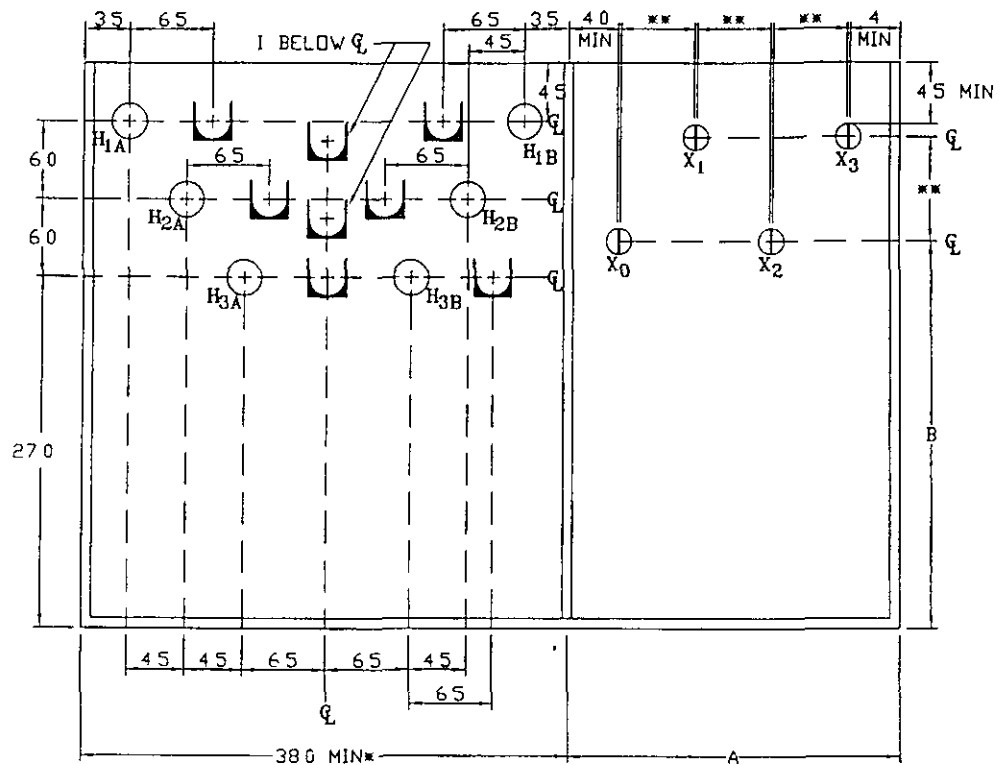 35 65 65 35 40 MIN ** ** ** 4 MIN
I BELOW ℄
45
45
45 MIN
H1A H1B ℄
X1 X3 ℄
60
65 65
**
H2A H2B ℄
X0 X2 ℄
60
H3A H3B ℄
270
B
45 45 65 65 45
65
℄
380 MIN*
A